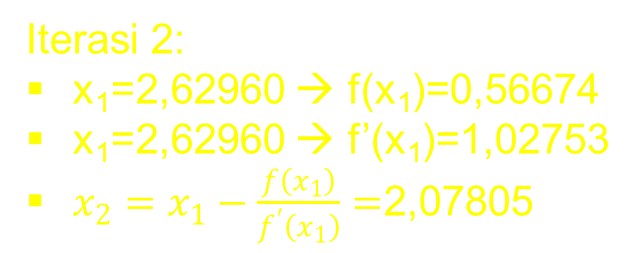 Iterasi 2:
▪ x₁=2,62960 → f(x₁)=0,56674
▪ x₁=2,62960 → f’(x₁)=1,02753
▪ x₂ = x₁ − f(x₁)/f'(x₁) =2,07805